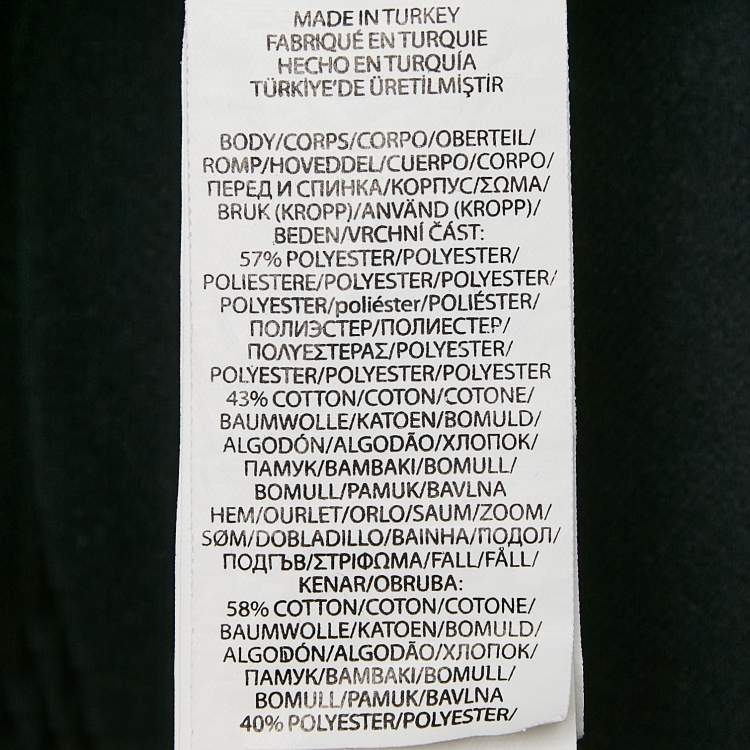 MADE IN TURKEY
FABRIQUÉ EN TURQUIE
HECHO EN TURQUÍA
TÜRKİYE'DE ÜRETİLMİŞTİR
BODY/CORPS/CORPO/OBERTEIL/
ROMP/HOVEDDEL/CUERPO/CORPO/
ПЕРЕД И СПИНКА/КОРПУС/ΣΩΜΑ/
BRUK (KROPP)/ANVÄND (KROPP)/
BEDEN/VRCHNÍ ČÁST:
57% POLYESTER/POLYESTER/
POLIESTERE/POLYESTER/POLYESTER/
POLYESTER/poliéster/POLIÉSTER/
ПОЛИЭСТЕР/ПОЛИЕСТЕР/
ΠΟΛΥΕΣΤΕΡΑΣ/POLYESTER/
POLYESTER/POLYESTER/POLYESTER
43% COTTON/COTON/COTONE/
BAUMWOLLE/KATOEN/BOMULD/
ALGODÓN/ALGODÃO/ХЛОПОК/
ПАМУК/ΒΑΜΒΑΚΙ/BOMULL/
BOMULL/PAMUK/BAVLNA
HEM/OURLET/ORLO/SAUM/ZOOM/
SØM/DOBLADILLO/BAINHA/ПОДОЛ/
ПОДГЪВ/ΣΤΡΙΦΩΜΑ/FALL/FÅLL/
KENAR/OBRUBA:
58% COTTON/COTON/COTONE/
BAUMWOLLE/KATOEN/BOMULD/
ALGODÓN/ALGODÃO/ХЛОПОК/
ПАМУК/ΒΑΜΒΑΚΙ/BOMULL/
BOMULL/PAMUK/BAVLNA
40% POLYESTER/POLYESTER/